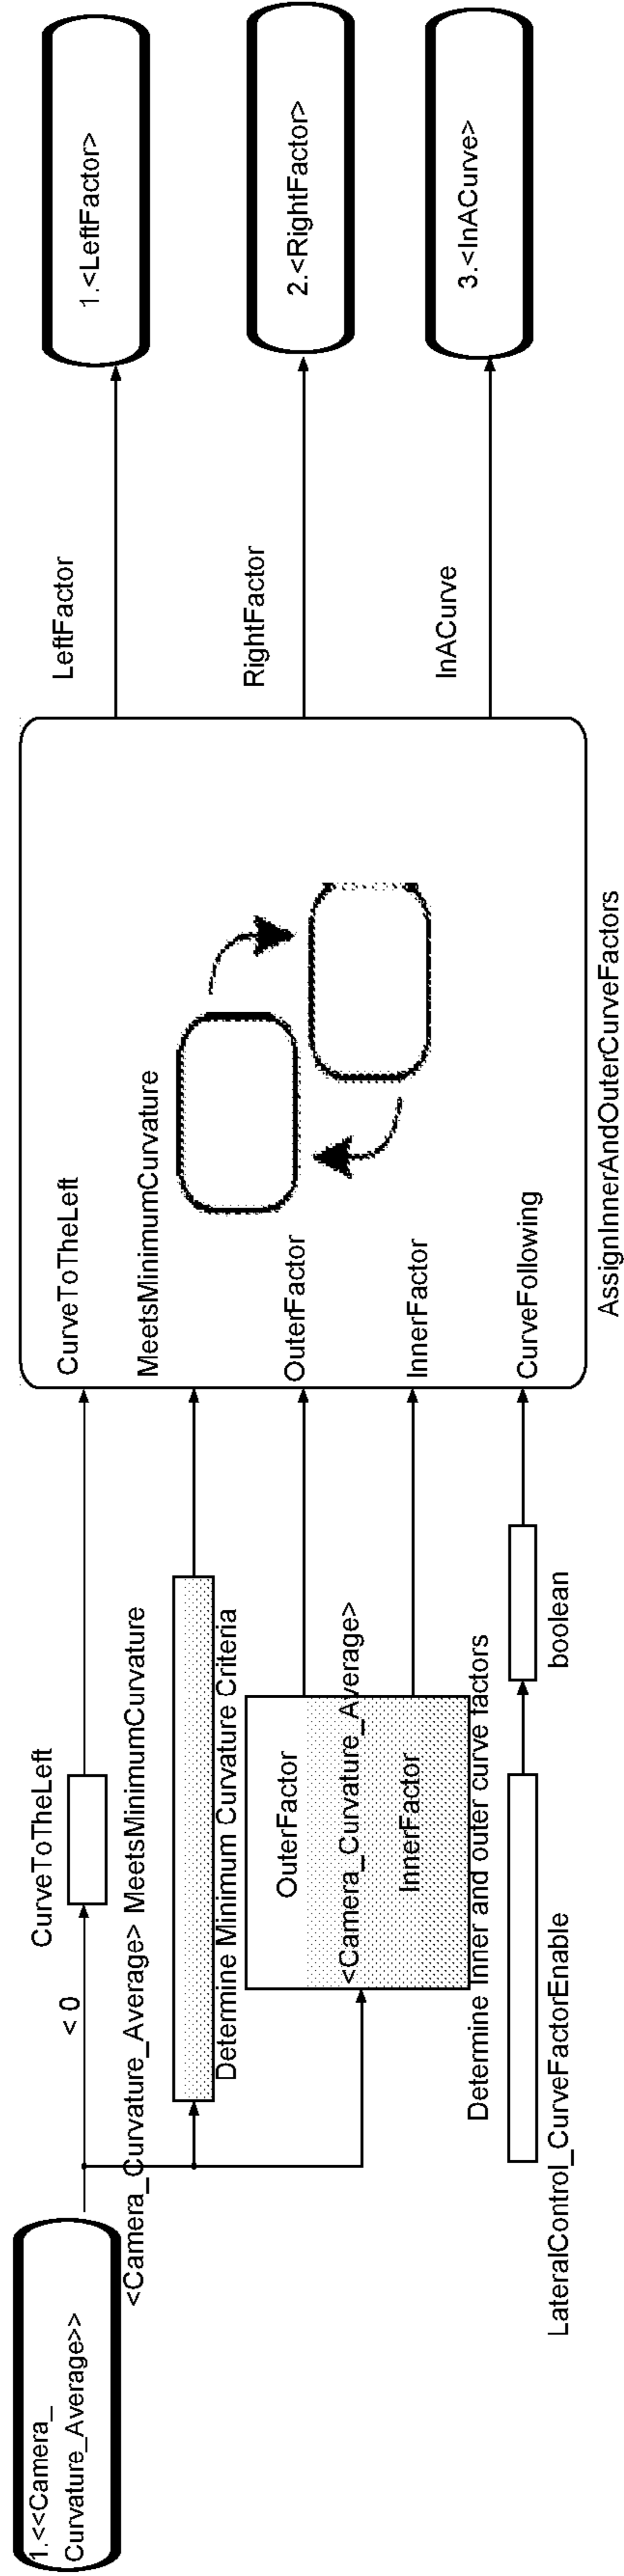 1.<<Camera_
Curvature_Average>>
< 0
CurveToTheLeft
<Camera_Curvature_Average> MeetsMinimumCurvature
Determine Minimum Curvature Criteria
OuterFactor
<Camera_Curvature_Average>
InnerFactor
Determine Inner and outer curve factors
LateralControl_CurveFactorEnable
boolean
CurveToTheLeft
MeetsMinimumCurvature
OuterFactor
InnerFactor
CurveFollowing
AssignInnerAndOuterCurveFactors
LeftFactor
RightFactor
InACurve
1.<LeftFactor>
2.<RightFactor>
3.<InACurve>